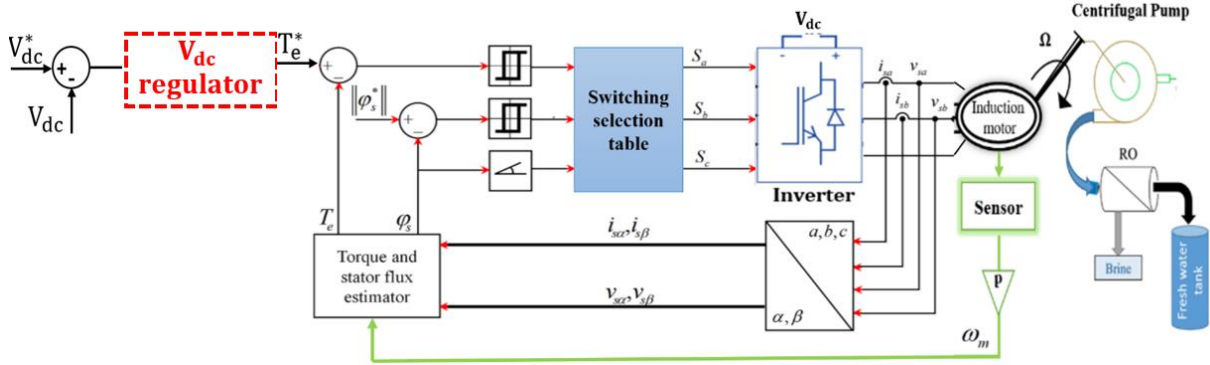 Centrifugal Pump
V*dc
+
-
Vdc
Vdc
regulator
T*e
-
‖φ*s‖
+
-
Switching
selection
table
Sa
Sb
Sc
Vdc
-
+
Inverter
isa
vsa
isb
vsb
Ω
Induction
motor
RO
Sensor
Te
φs
isα,isβ
a,b,c
Torque and
stator flux
estimator
vsα,vsβ
α,β
p
Brine
Fresh water
tank
ωm